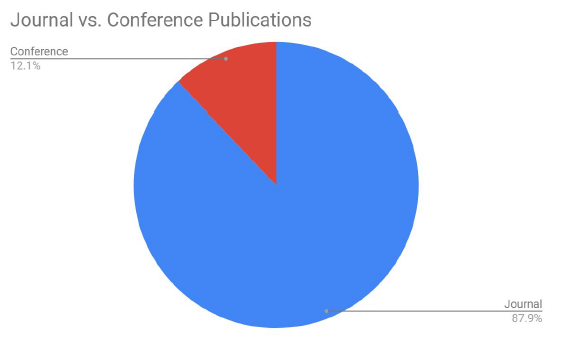 Journal vs. Conference Publications
Conference
12.1%
Journal
87.9%